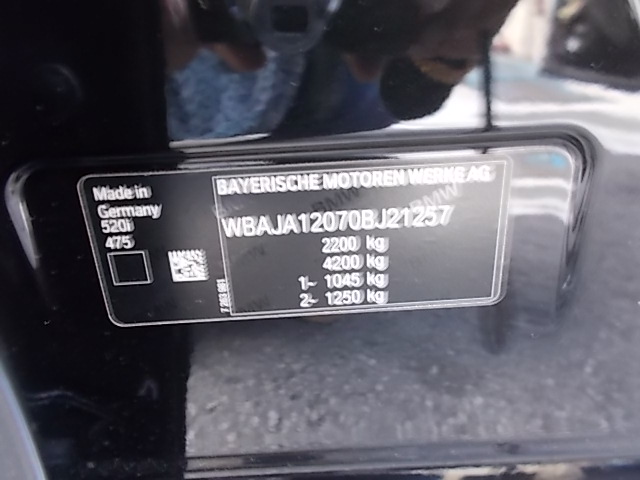 Made in
Germany
520i
475
BAYERISCHE MOTOREN WERKE AG
WBAJA12070BJ21257
2200 kg
4200 kg
1- 1045 kg
2- 1250 kg